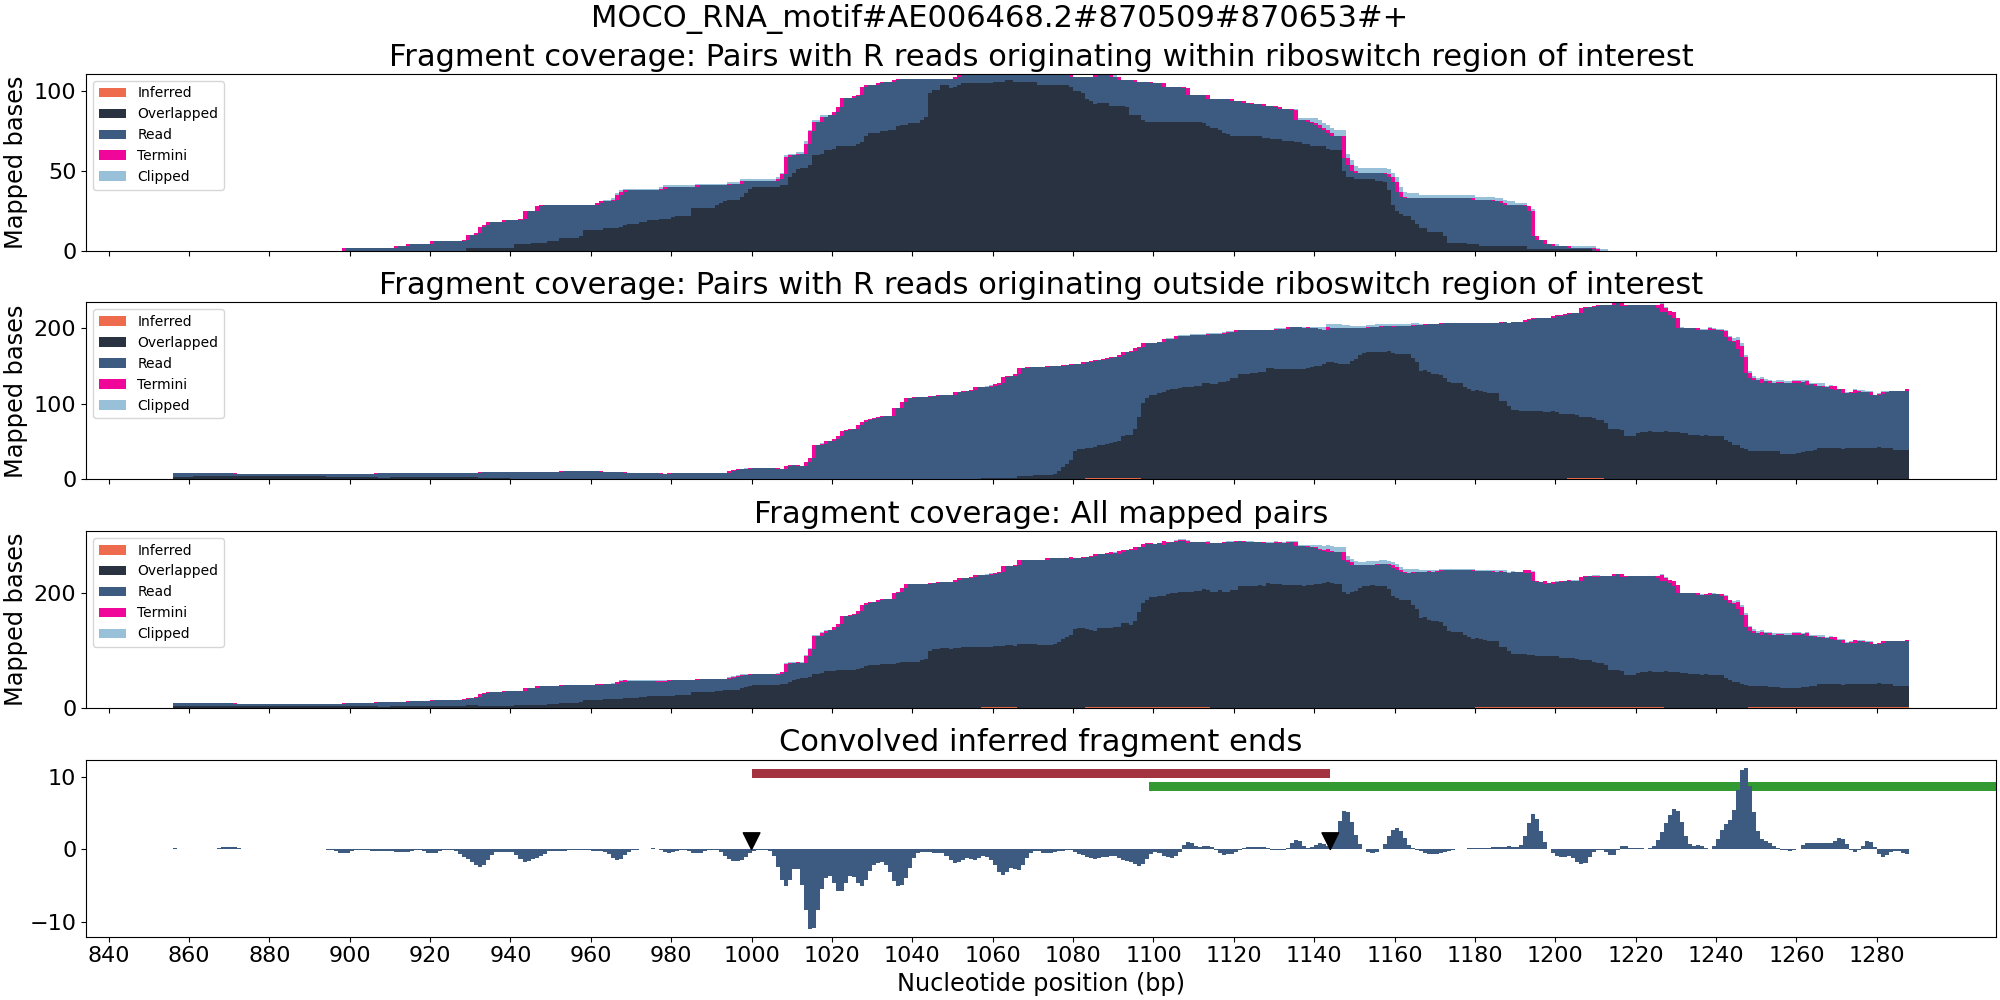 MOCO_RNA_motif#AE006468.2#870509#870653#+
Fragment coverage: Pairs with R reads originating within riboswitch region of interest
Mapped bases
100
50
0
Inferred
Overlapped
Read
Termini
Clipped
Fragment coverage: Pairs with R reads originating outside riboswitch region of interest
Mapped bases
200
100
0
Inferred
Overlapped
Read
Termini
Clipped
Fragment coverage: All mapped pairs
Mapped bases
200
0
Inferred
Overlapped
Read
Termini
Clipped
Convolved inferred fragment ends
10
0
−10
840 860 880 900 920 940 960 980 1000 1020 1040 1060 1080 1100 1120 1140 1160 1180 1200 1220 1240 1260 1280
Nucleotide position (bp)